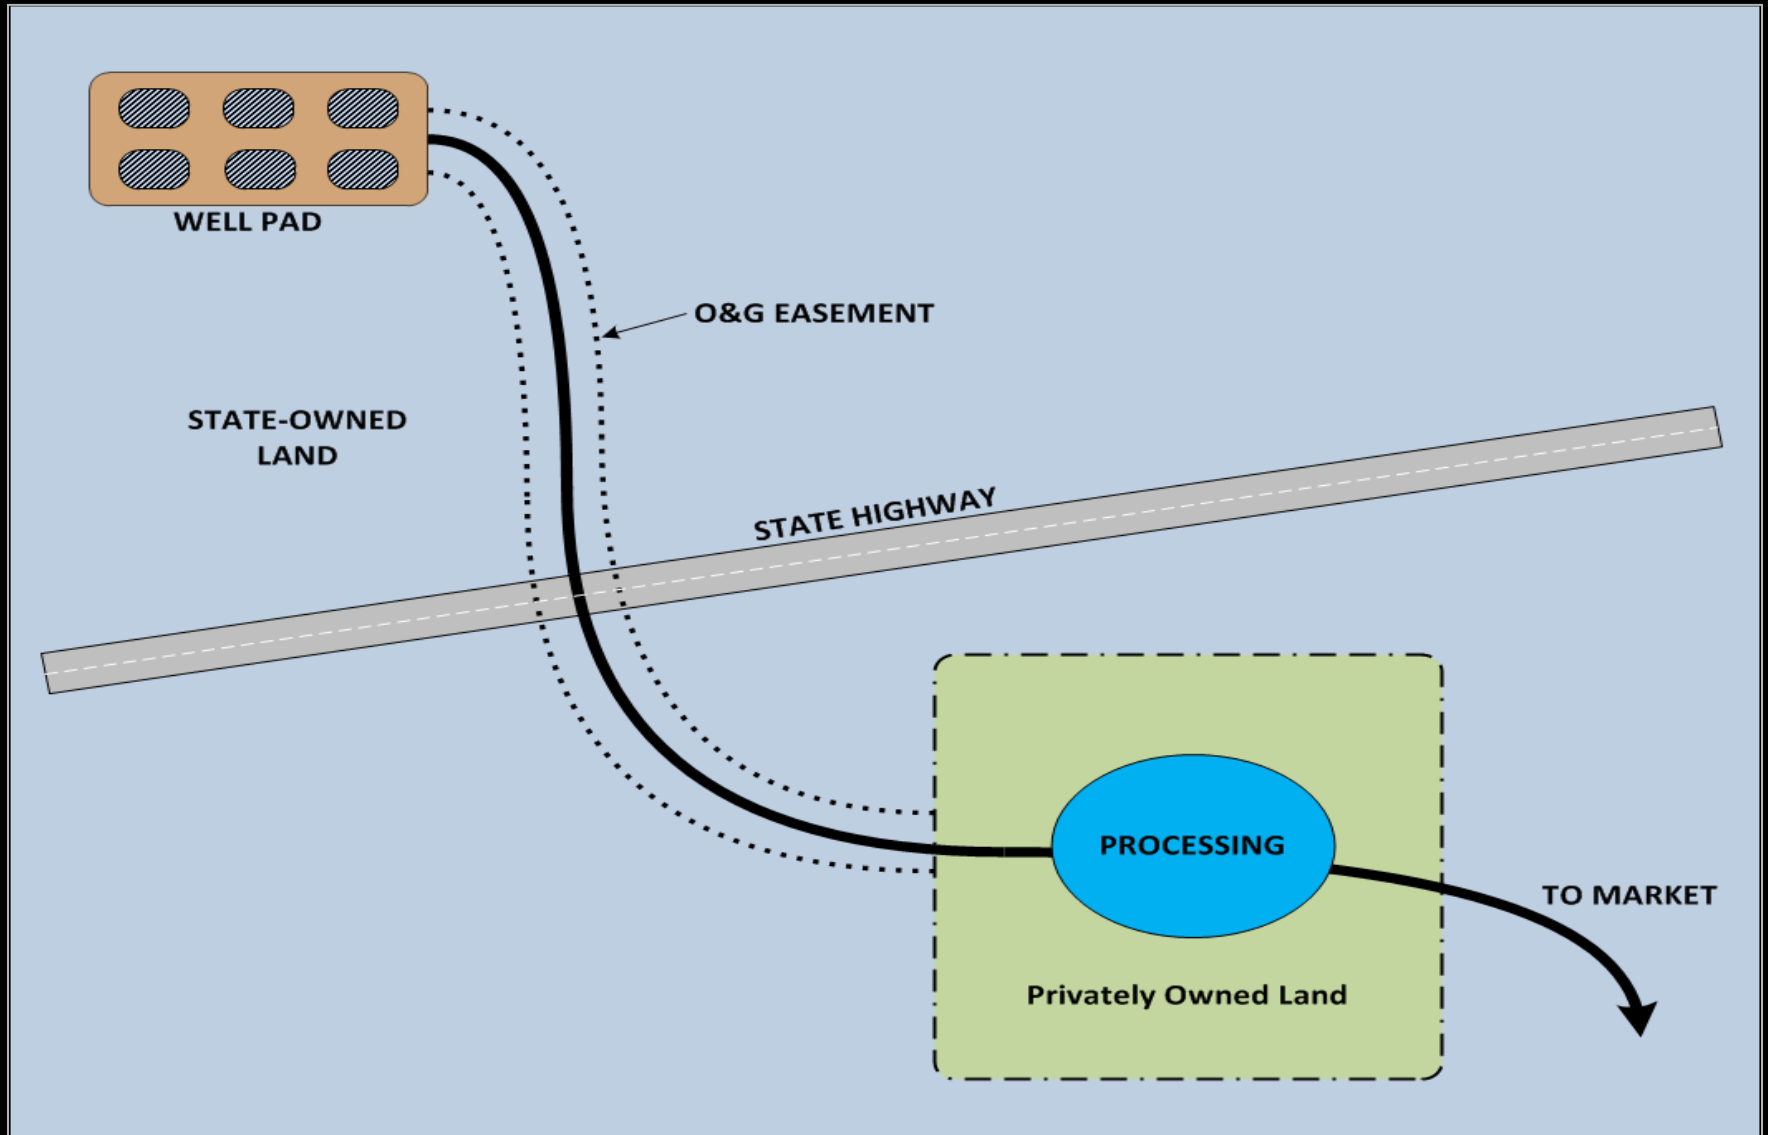 WELL PAD
O&G EASEMENT
STATE-OWNED
LAND
STATE HIGHWAY
PROCESSING
TO MARKET
Privately Owned Land